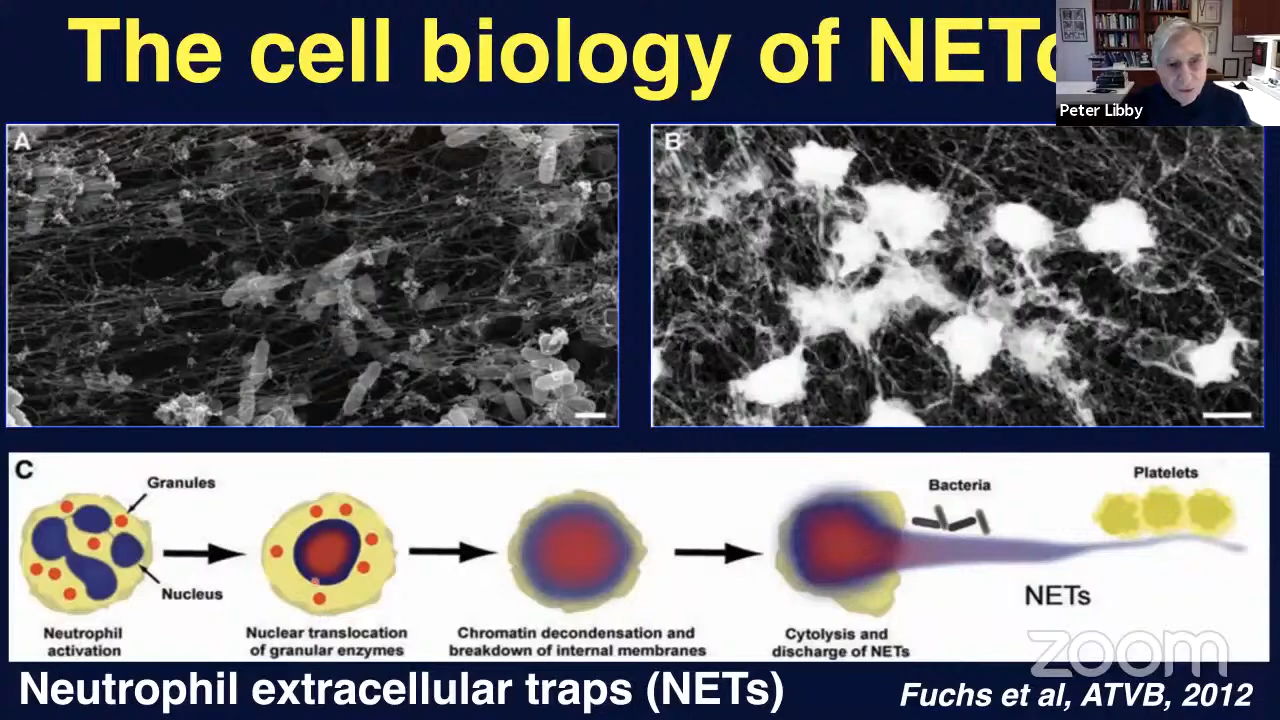 The cell biology of NETo
Peter Libby
A
B
C
Granules
Nucleus
Bacteria
Platelets
NETs
Neutrophil
activation
Nuclear translocation
of granular enzymes
Chromatin decondensation and
breakdown of internal membranes
Cytolysis and
discharge of NETs
zoom
Neutrophil extracellular traps (NETs)
Fuchs et al, ATVB, 2012